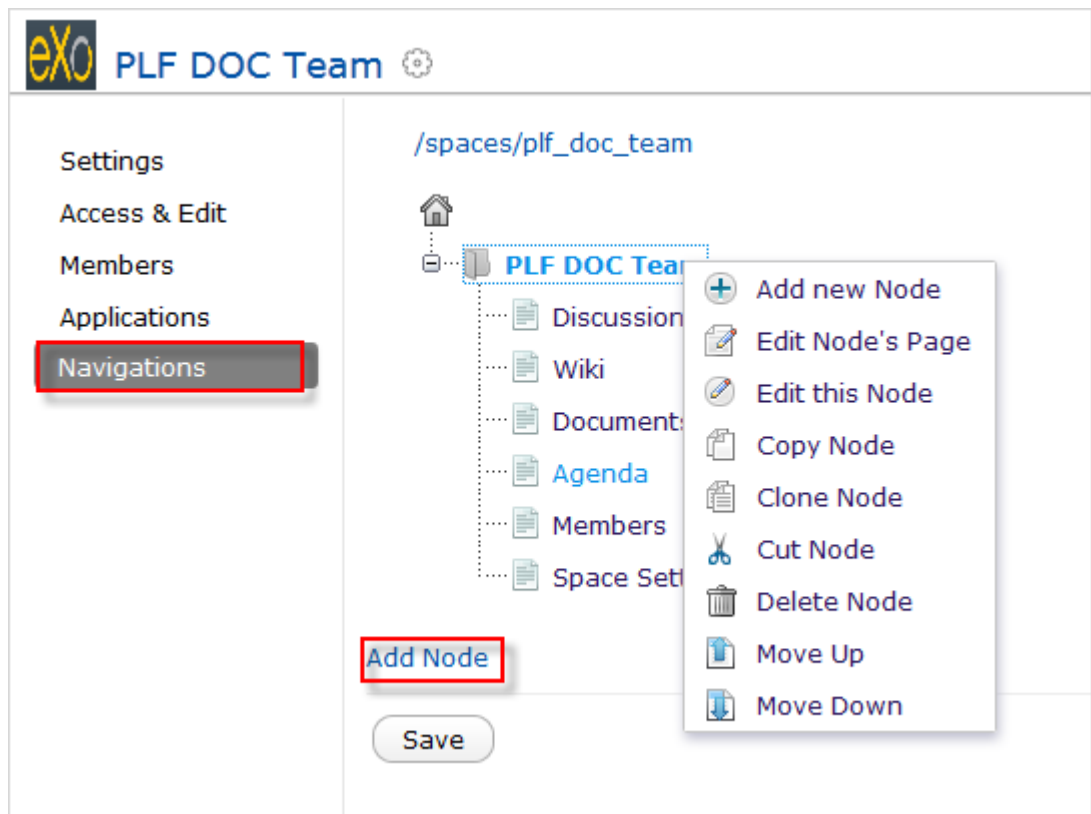 eXo PLF DOC Team
Settings
Access & Edit
Members
Applications
Navigations
/spaces/plf_doc_team
PLF DOC Tea
Discussion
Wiki
Document
Agenda
Members
Space Sett
Add Node
Save
Add new Node
Edit Node's Page
Edit this Node
Copy Node
Clone Node
Cut Node
Delete Node
Move Up
Move Down